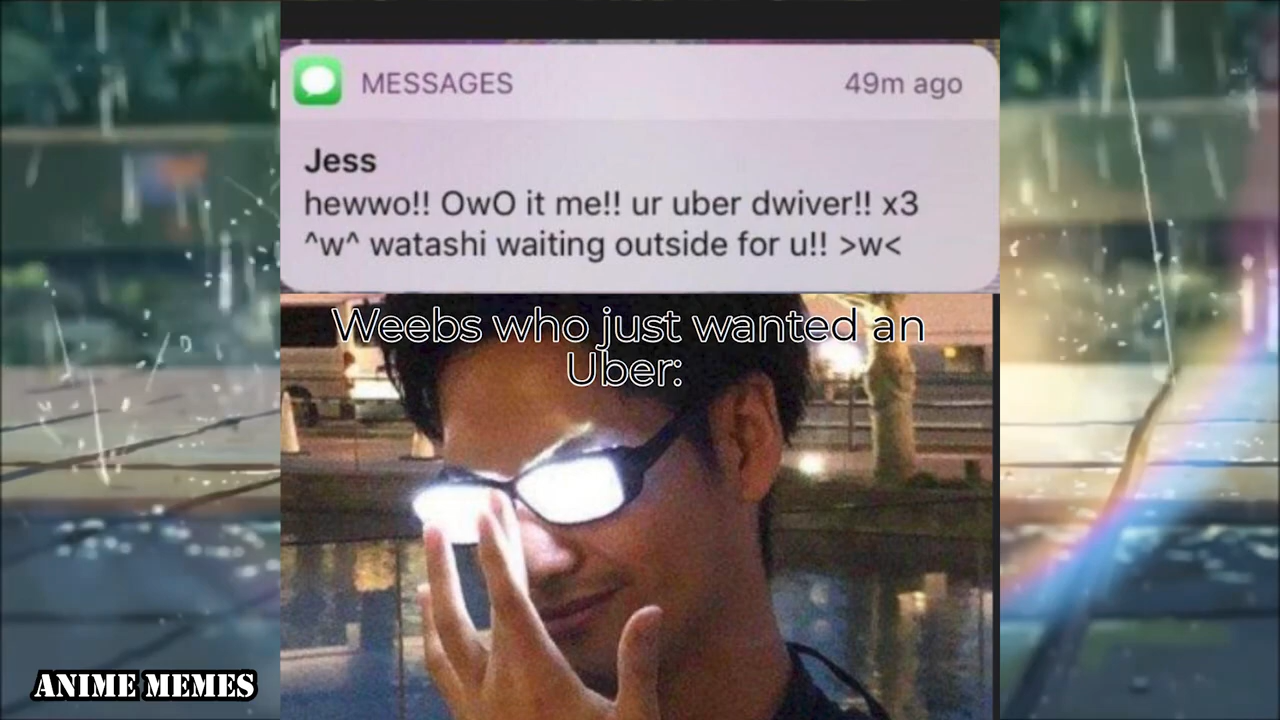 MESSAGES 49m ago
Jess
hewwo!! OwO it me!! ur uber dwiver!! x3
^w^ watashi waiting outside for u!! >w<
Weebs who just wanted an
Uber:
ANIME MEMES